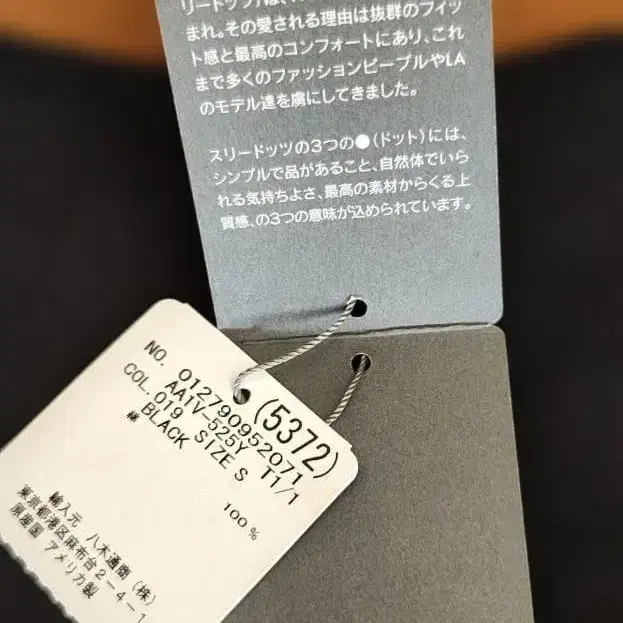 まれ。その愛される理由は抜群のフィッ
ト感と最高のコンフォートにあり、これ
まで多くのファッションピープルやLA
のモデル達を虜にしてきました。
スリードッツの3つの●(ドット)には、
シンプルで品があること、自然体でいら
れる気持ちよさ、最高の素材からくる上
質感、の3つの意味が込められています。
(5372)
NO. 012790952071
AA1V-525Y T1/1
COL.019 SIZE S
BLACK
綿 100%
輸入元 八木通商 (株)
東京都港区麻布台2-4-1
原産国 アメリカ製